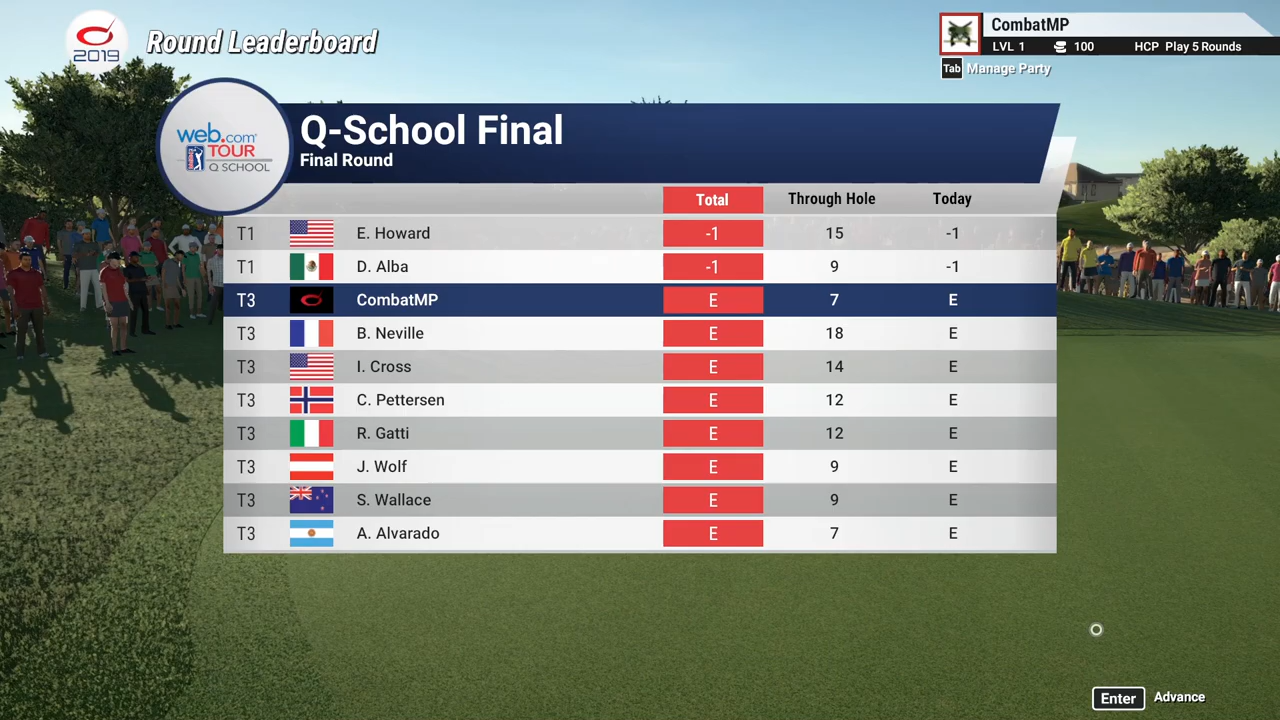 2019
Round Leaderboard
CombatMP
LVL 1 100 HCP Play 5 Rounds
Tab Manage Party
web.com
PGA TOUR
Q SCHOOL
Q-School Final
Final Round
Total Through Hole Today
T1 E. Howard -1 15 -1
T1 D. Alba -1 9 -1
T3 CombatMP E 7 E
T3 B. Neville E 18 E
T3 I. Cross E 14 E
T3 C. Pettersen E 12 E
T3 R. Gatti E 12 E
T3 J. Wolf E 9 E
T3 S. Wallace E 9 E
T3 A. Alvarado E 7 E
Enter Advance